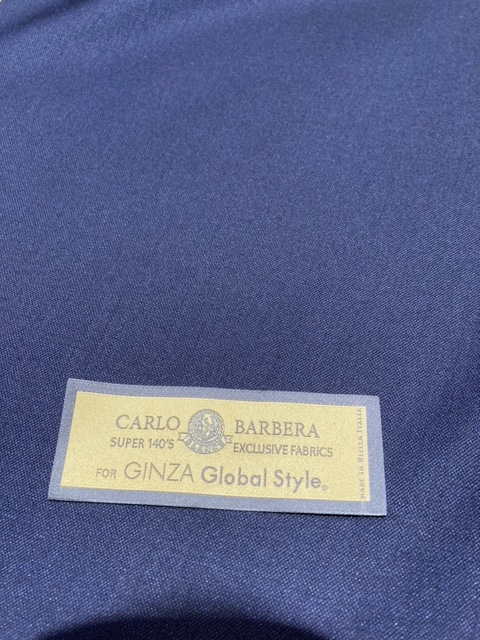 CARLO BARBERA
SUPER 140'S EXCLUSIVE FABRICS
FOR GINZA Global Style.
MADE IN BIELLA ITALIA